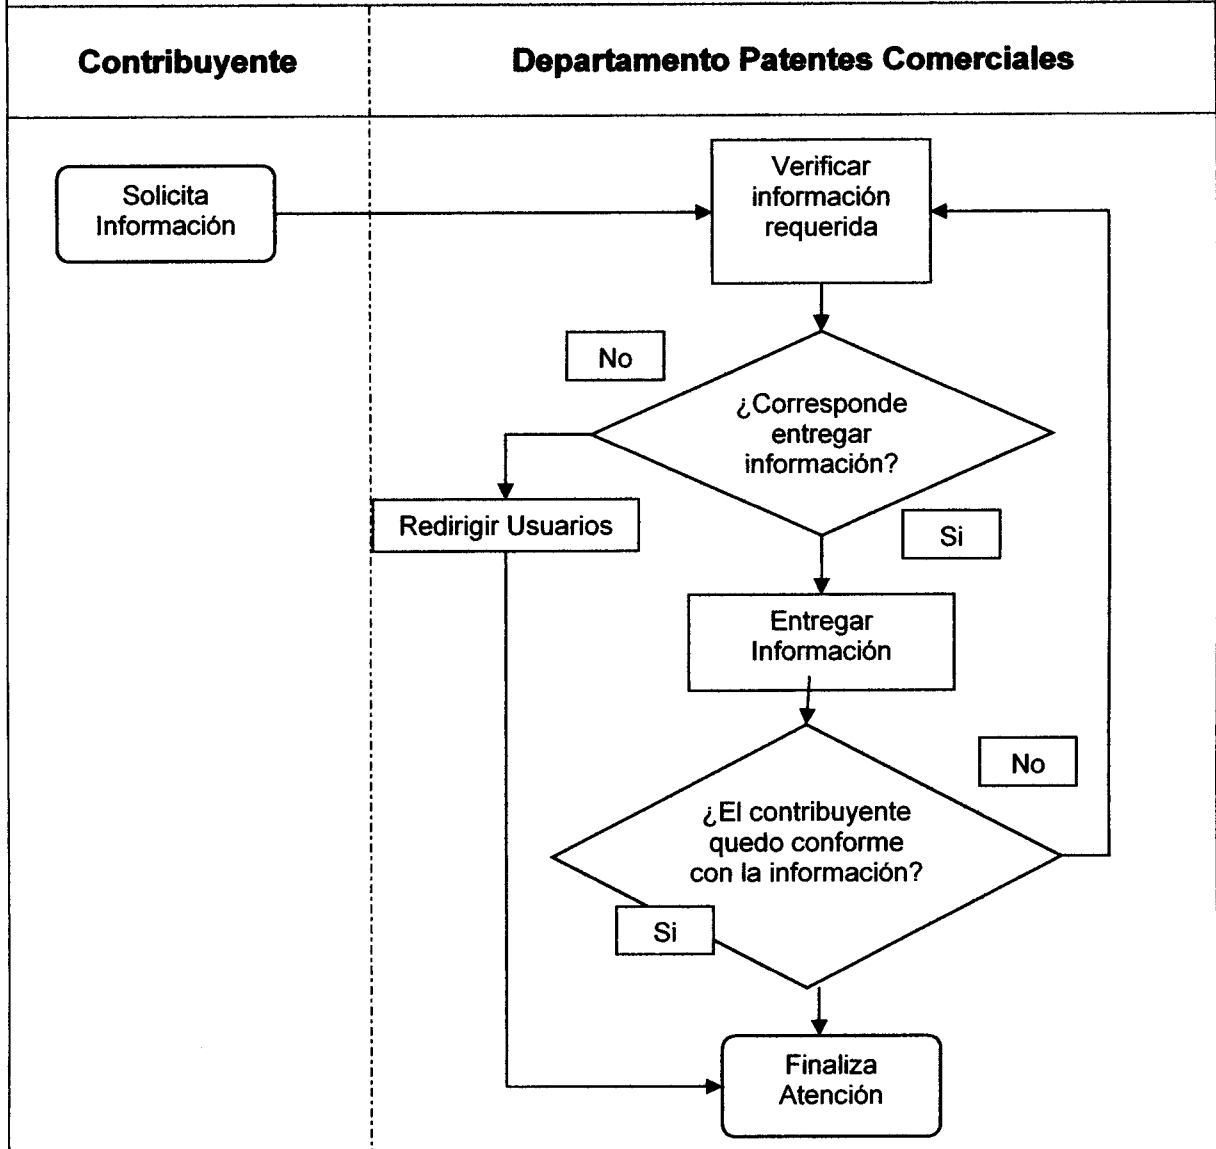 Contribuyente
Departamento Patentes Comerciales
Solicita
Información
Verificar
información
requerida
No
¿Corresponde
entregar
información?
Redirigir Usuarios
Si
Entregar
Información
No
¿El contribuyente
quedo conforme
con la información?
Si
Finaliza
Atención